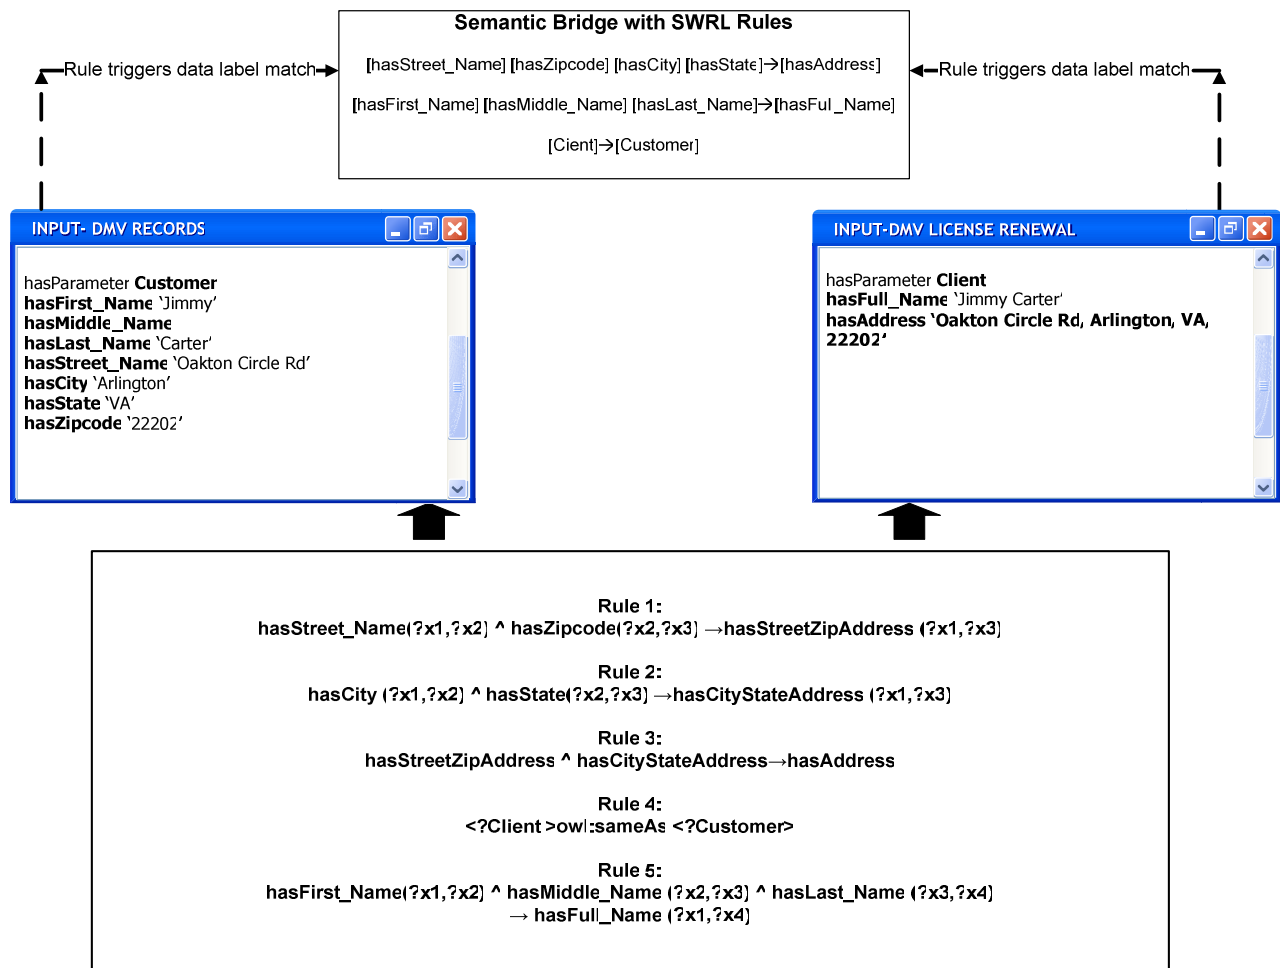 Semantic Bridge with SWRL Rules
[hasStreet_Name] [hasZipcode] [hasCity] [hasState]→[hasAddress]
[hasFirst_Name] [hasMiddle_Name] [hasLast_Name]→[hasFull_Name]
[Cient]→[Customer]
Rule triggers data label match
Rule triggers data label match
INPUT- DMV RECORDS
hasParameter Customer
hasFirst_Name ‘Jimmy’
hasMiddle_Name
hasLast_Name ‘Carter’
hasStreet_Name ‘Oakton Circle Rd’
hasCity ‘Arlington’
hasState ‘VA’
hasZipcode ‘22202’
INPUT-DMV LICENSE RENEWAL
hasParameter Client
hasFull_Name ‘Jimmy Carter’
hasAddress ‘Oakton Circle Rd, Arlington, VA,
22202‘
Rule 1:
hasStreet_Name(?x1,?x2) ^ hasZipcode(?x2,?x3) →hasStreetZipAddress (?x1,?x3)
Rule 2:
hasCity (?x1,?x2) ^ hasState(?x2,?x3) →hasCityStateAddress (?x1,?x3)
Rule 3:
hasStreetZipAddress ^ hasCityStateAddress→hasAddress
Rule 4:
<?Client >owl:sameAs <?Customer>
Rule 5:
hasFirst_Name(?x1,?x2) ^ hasMiddle_Name (?x2,?x3) ^ hasLast_Name (?x3,?x4)
→ hasFull_Name (?x1,?x4)